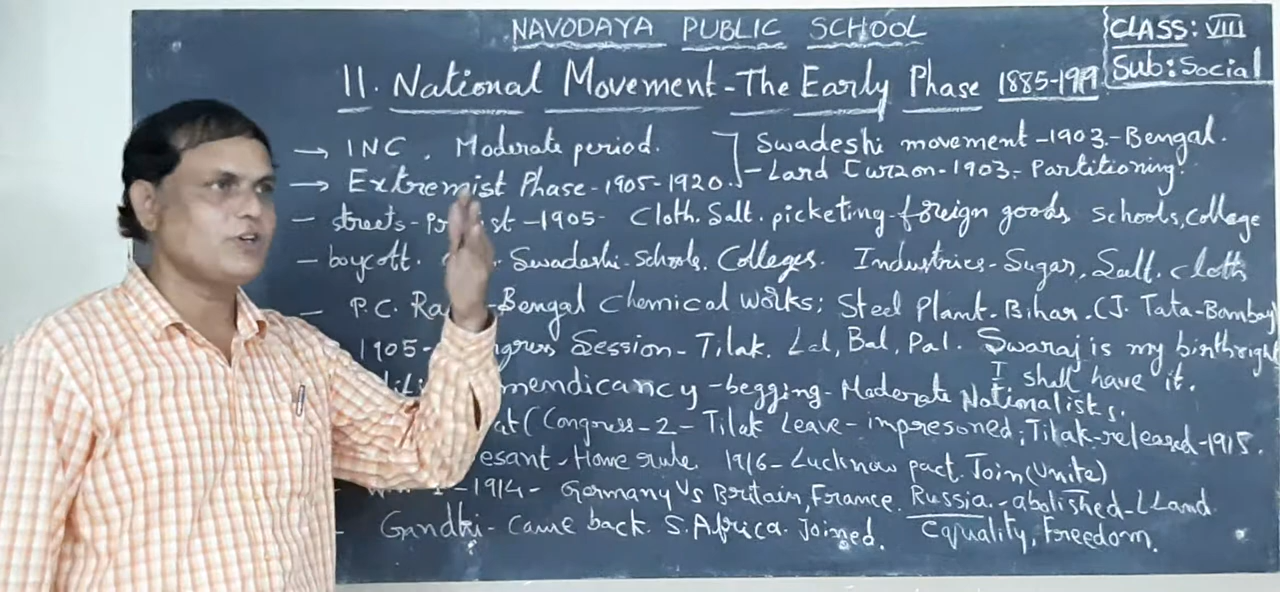 NAVODAYA PUBLIC SCHOOL
CLASS: VIII
Sub: Social
11. National Movement - The Early Phase 1885-1919
→ INC. Moderate period.
→ Extremist Phase - 1905-1920.
Swadeshi movement - 1903 - Bengal.
- Lard Curzon - 1903 - Partitioning.
- streets - 1905 - Cloth. Salt. picketing - foreign goods schools, college
- boycott. Swadeshi - Schools. Colleges. Industries - Sugar, Salt. cloth
- P.C. Bengal chemical works; Steel Plant - Bihar. (J. Tata - Bombay)
1905 - Session - Tilak. Lal, Bal, Pal. Swaraj is my birthright
I shall have it.
mendicancy - begging - Moderate Nationalists.
(Congress - 2 - Tilak Leave - impresoned; Tilak - released - 1915.
esant - Home rule. 1916 - Lucknow pact. Join (Unite)
1914 - Germany Vs Britain, France. Russia - abolished - LLand.
- Gandhi - came back. S. Africa. Joined. Equality, Freedom.